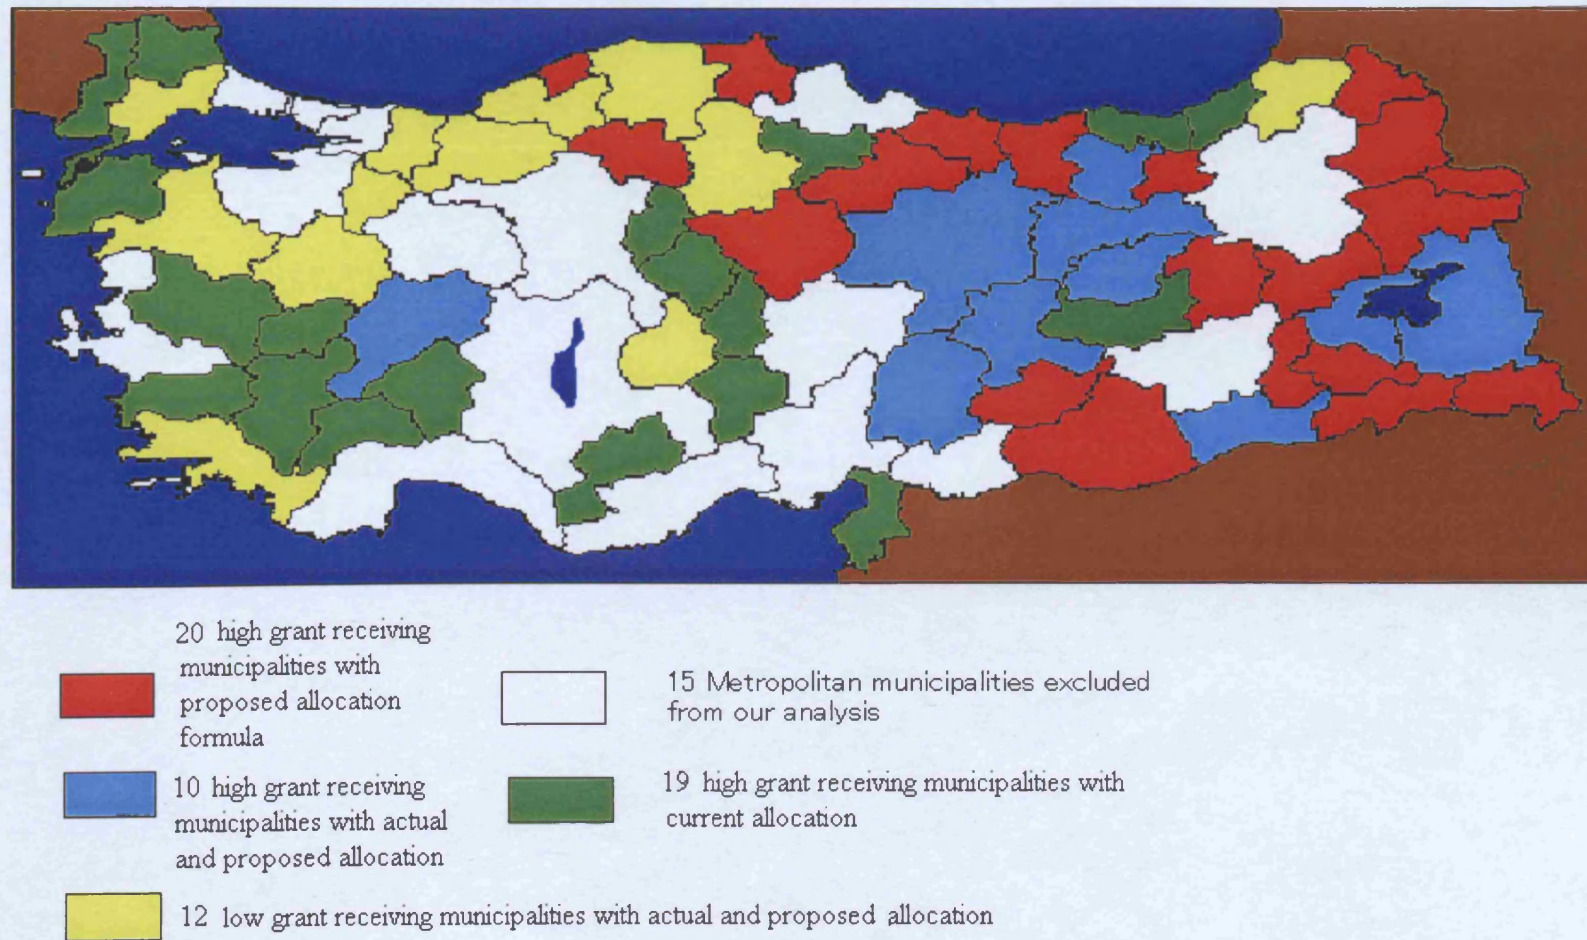 20 high grant receiving
municipalities with
proposed allocation
formula
15 Metropolitan municipalities excluded
from our analysis
10 high grant receiving
municipalities with actual
and proposed allocation
19 high grant receiving municipalities with
current allocation
12 low grant receiving municipalities with actual and proposed allocation